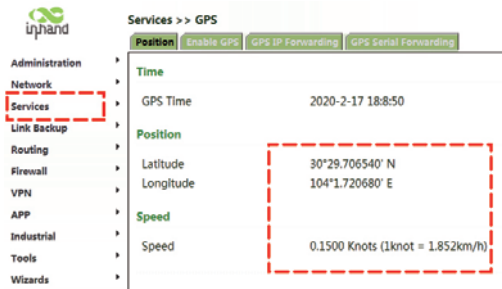 inhand
Services >> GPS
Position Enable GPS GPS IP Forwarding GPS Serial Forwarding
Administration
Network
Services
Link Backup
Routing
Firewall
VPN
APP
Industrial
Tools
Wizards
Time
GPS Time 2020-2-17 18:8:50
Position
Latitude 30°29.706540' N
Longitude 104°1.720680' E
Speed
Speed 0.1500 Knots (1knot = 1.852km/h)